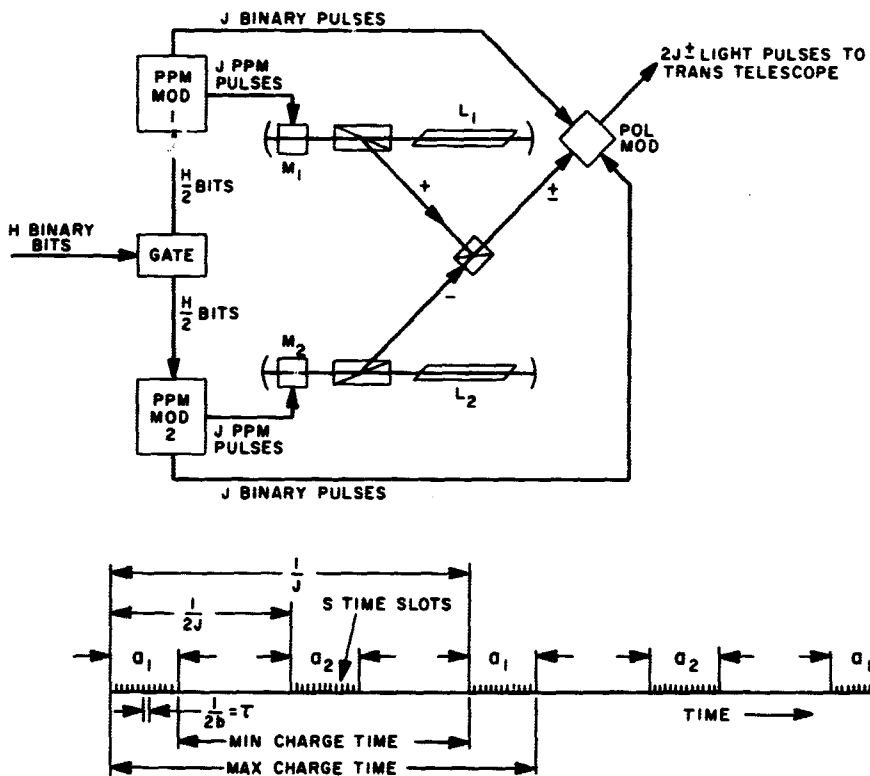 J BINARY PULSES
PPM
MOD
1
J PPM
PULSES
L1
M1
2J ± LIGHT PULSES TO
TRANS TELESCOPE
POL
MOD
H/2 BITS
+
±
H BINARY
BITS
GATE
-
H/2 BITS
M2
L2
PPM
MOD
2
J PPM
PULSES
J BINARY PULSES
1/J
1/2J
S TIME SLOTS
a1
a2
a1
a2
a1
1/2b = τ
TIME
MIN CHARGE TIME
MAX CHARGE TIME